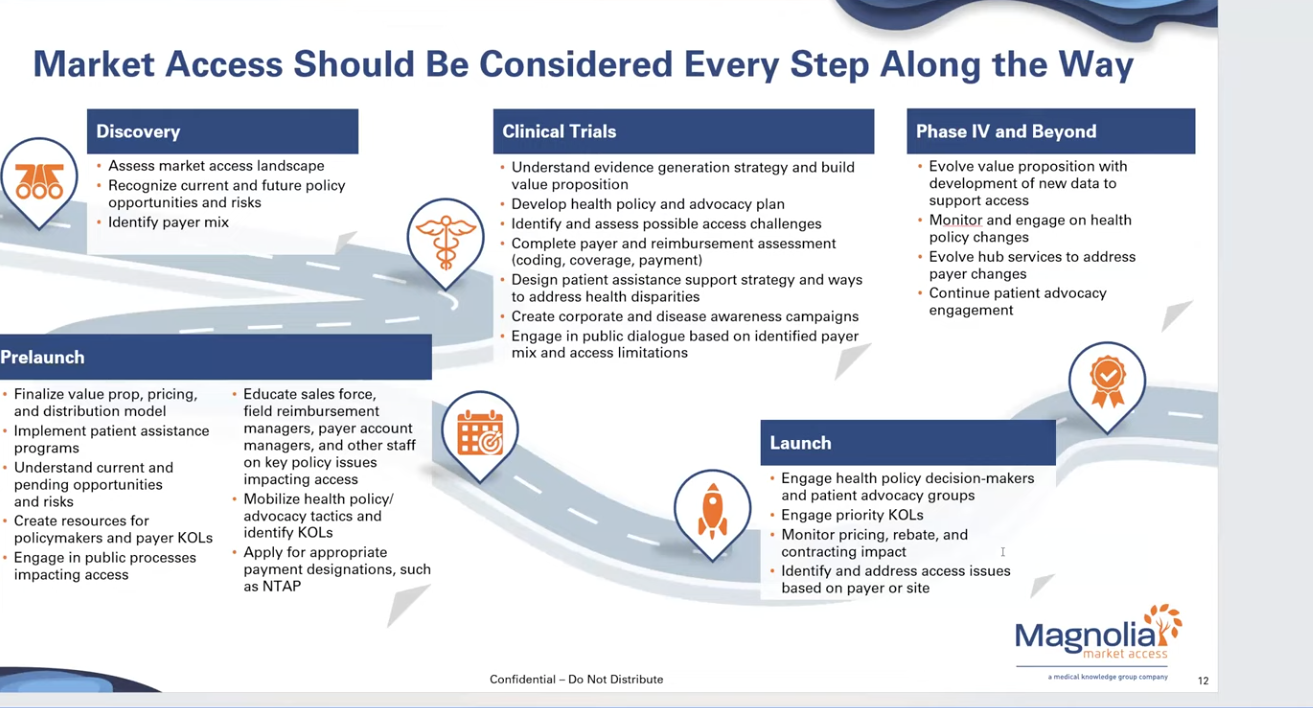 Market Access Should Be Considered Every Step Along the Way
Discovery
• Assess market access landscape
• Recognize current and future policy
opportunities and risks
• Identify payer mix
Clinical Trials
• Understand evidence generation strategy and build
value proposition
• Develop health policy and advocacy plan
• Identify and assess possible access challenges
• Complete payer and reimbursement assessment
(coding, coverage, payment)
• Design patient assistance support strategy and ways
to address health disparities
• Create corporate and disease awareness campaigns
• Engage in public dialogue based on identified payer
mix and access limitations
Phase IV and Beyond
• Evolve value proposition with
development of new data to
support access
• Monitor and engage on health
policy changes
• Evolve hub services to address
payer changes
• Continue patient advocacy
engagement
Prelaunch
• Finalize value prop, pricing,
and distribution model
• Implement patient assistance
programs
• Understand current and
pending opportunities
and risks
• Create resources for
policymakers and payer KOLs
• Engage in public processes
impacting access
• Educate sales force,
field reimbursement
managers, payer account
managers, and other staff
on key policy issues
impacting access
• Mobilize health policy/
advocacy tactics and
identify KOLs
• Apply for appropriate
payment designations, such
as NTAP
Launch
• Engage health policy decision-makers
and patient advocacy groups
• Engage priority KOLs
• Monitor pricing, rebate, and
contracting impact
• Identify and address access issues
based on payer or site
Magnolia
market access
a medical knowledge group company
Confidential – Do Not Distribute
12